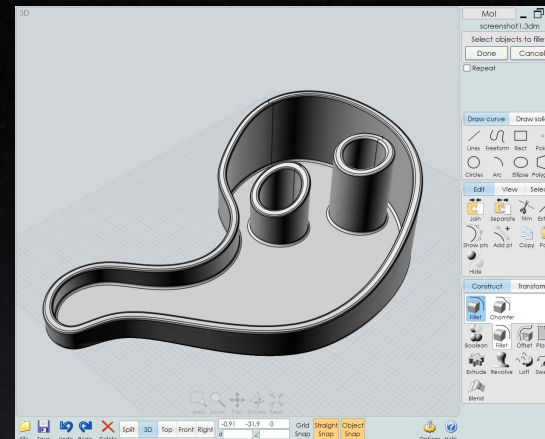 3D
MoI
screenshot1.3dm
Select objects to fillet
Done Cancel
Repeat
Draw curve Draw solid
Lines Freeform Rect
Circles Arc Ellipse
Edit View
Join Separate Trim
Show pts Add pt Copy
Hide
Construct
Fillet Chamfer
Boolean Fillet Offset
Extrude Revolve Loft
Blend
Area Zoom Pan Rotate Reset
File Save Undo Redo Delete Split 3D Top Front Right -0.91 -31.9 0 Grid Snap Straight Snap Object Snap Options Help
d